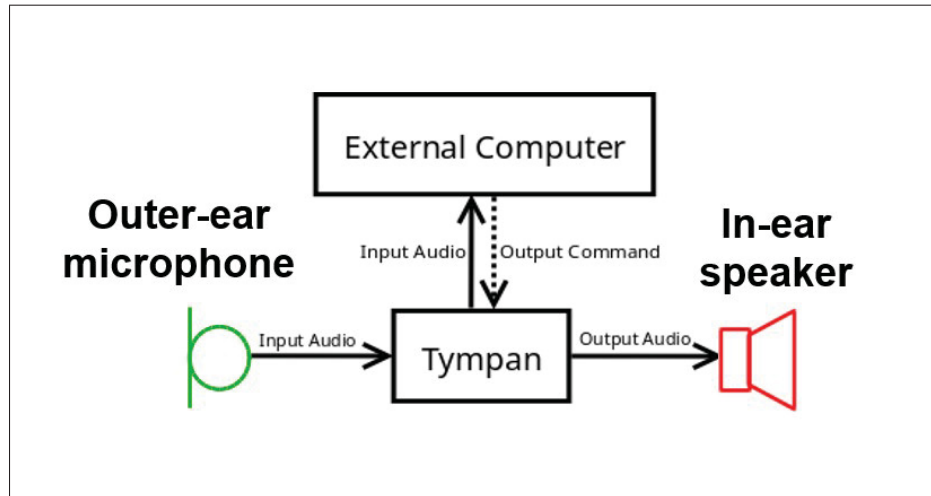 External Computer
Outer-ear
microphone
In-ear
speaker
Input Audio
Output Command
Input Audio
Tympan
Output Audio